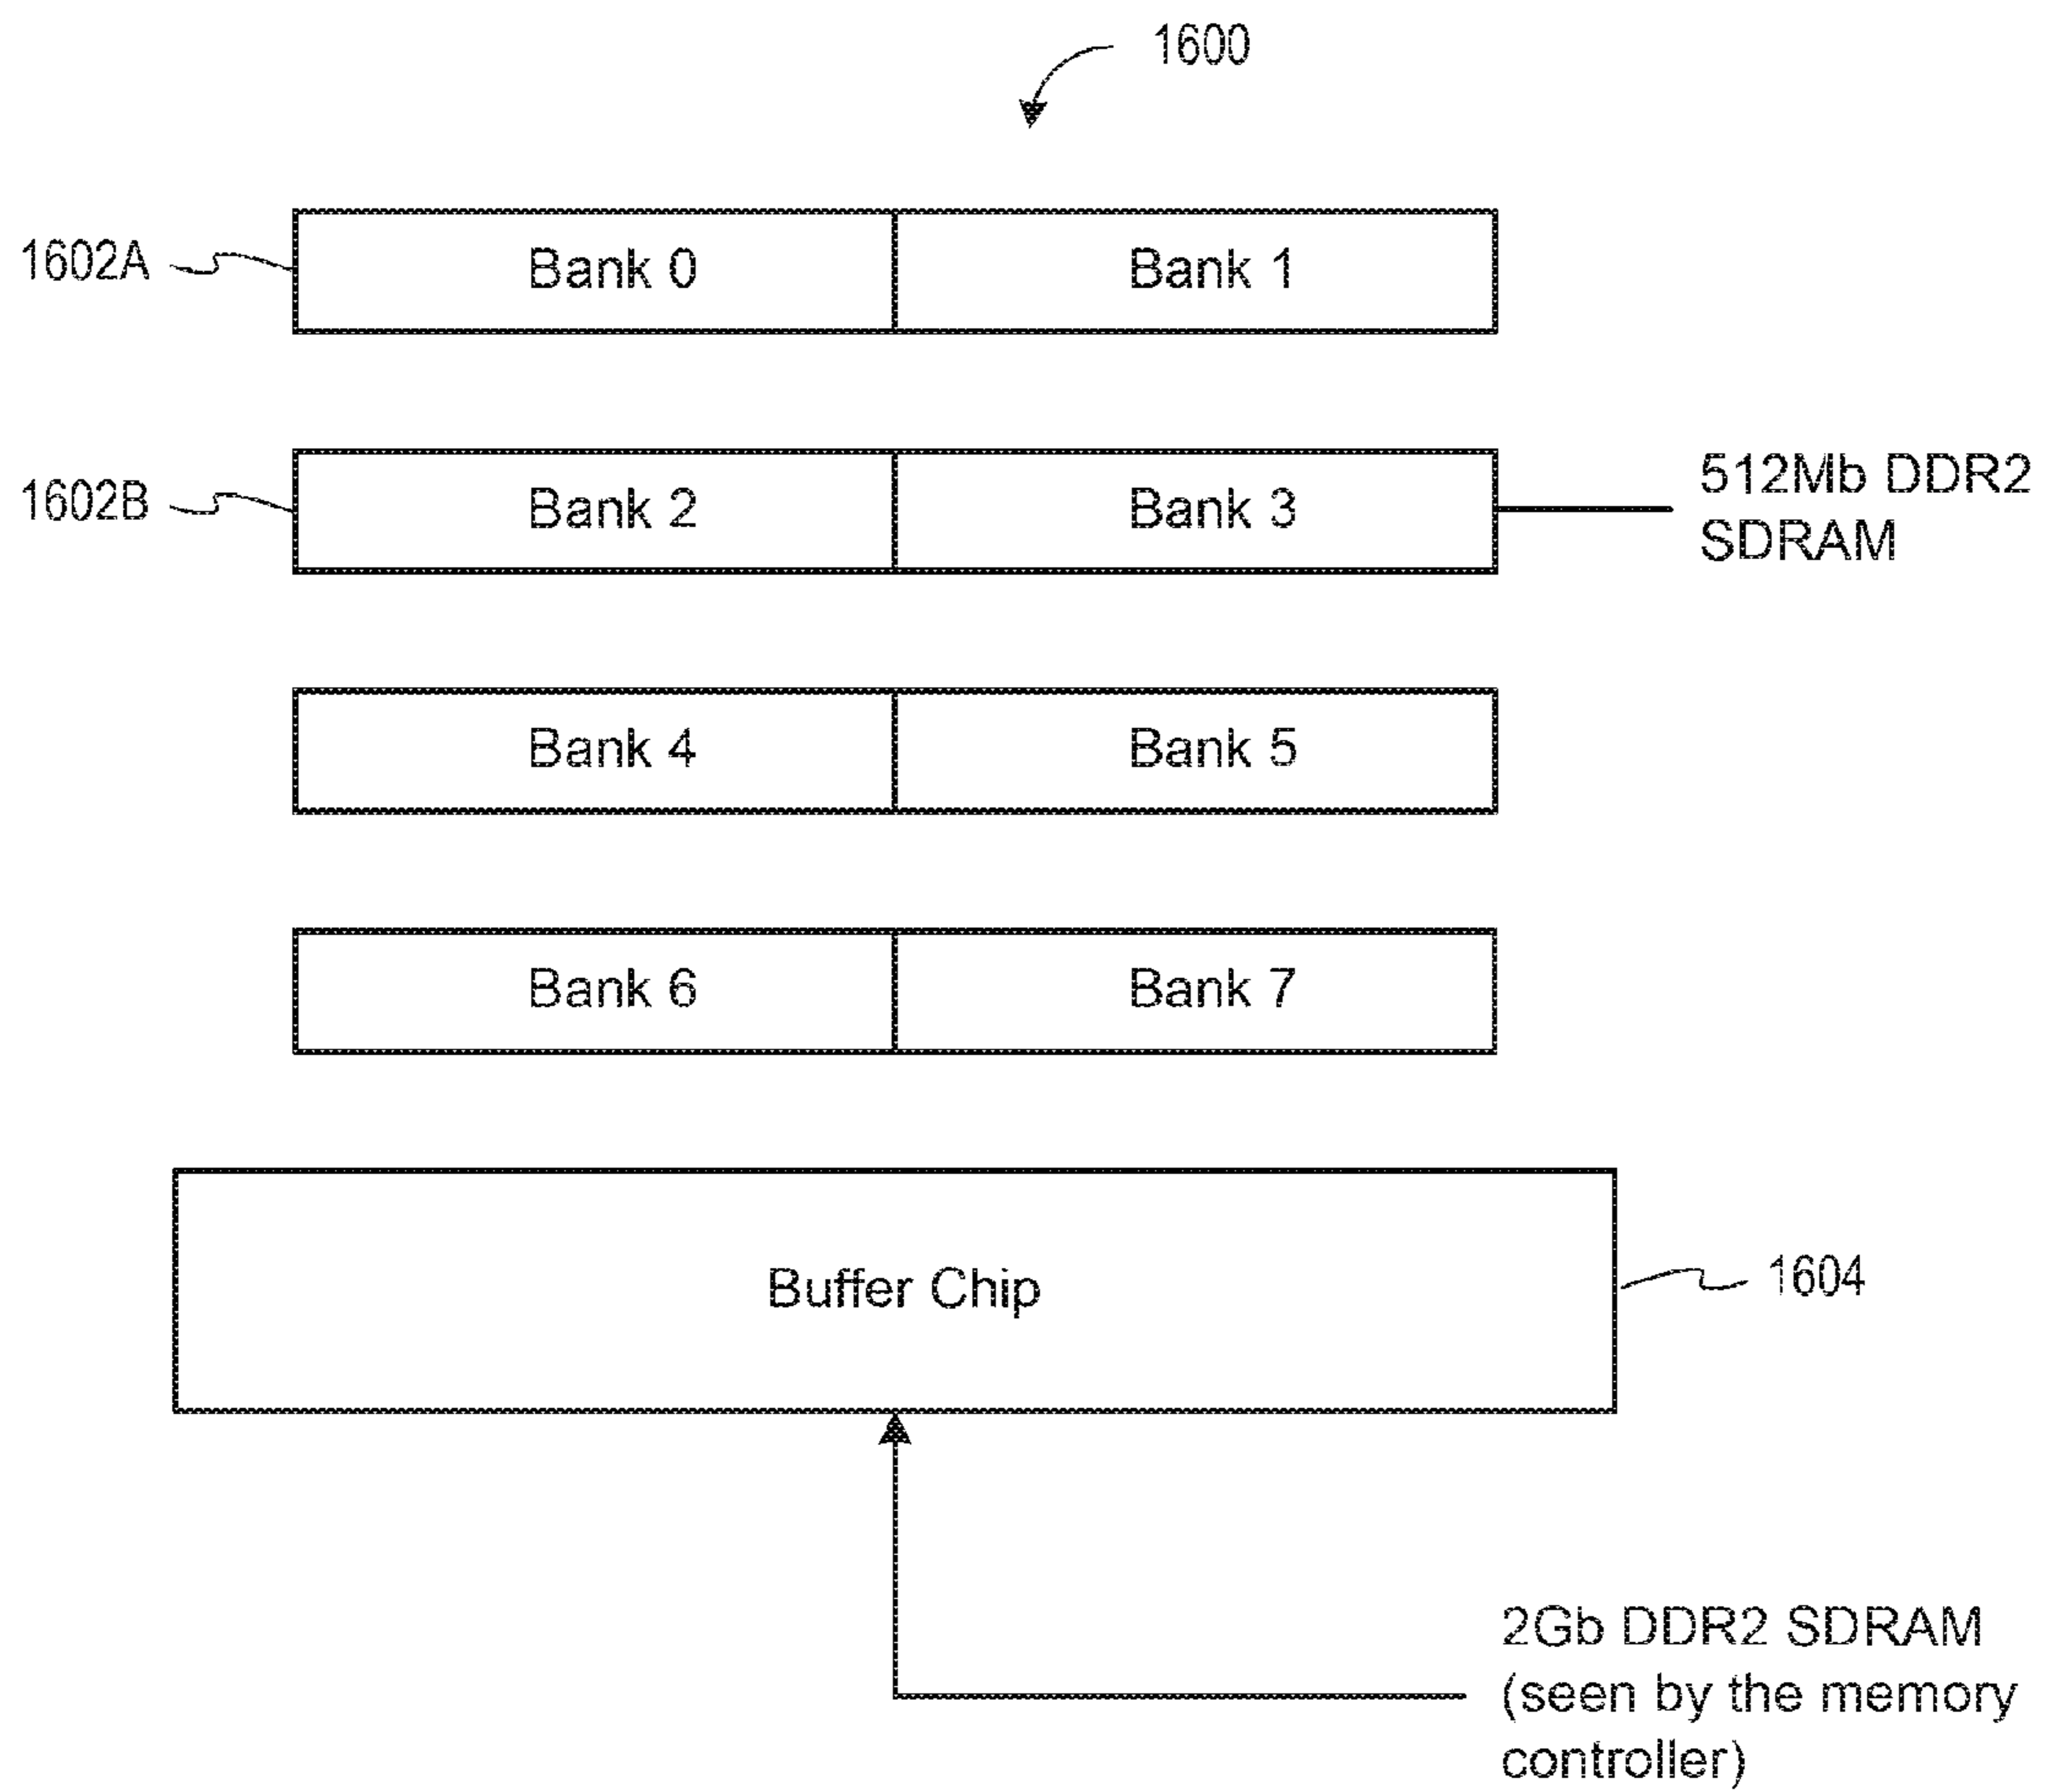 1600
1602A
Bank 0
Bank 1
1602B
Bank 2
Bank 3
512Mb DDR2
SDRAM
Bank 4
Bank 5
Bank 6
Bank 7
Buffer Chip
1604
2Gb DDR2 SDRAM
(seen by the memory
controller)